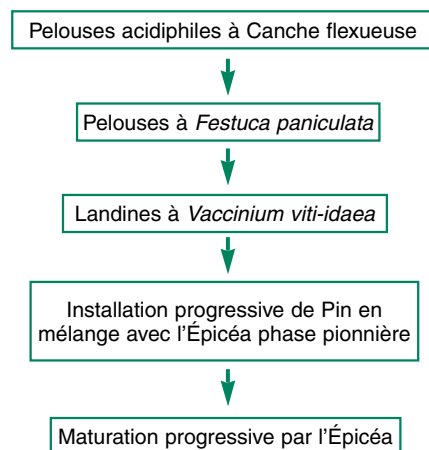 Pelouses acidiphiles à Canche flexueuse
Pelouses à Festuca paniculata
Landines à Vaccinium viti-idaea
Installation progressive de Pin en
mélange avec l'Épicéa phase pionnière
Maturation progressive par l'Épicéa